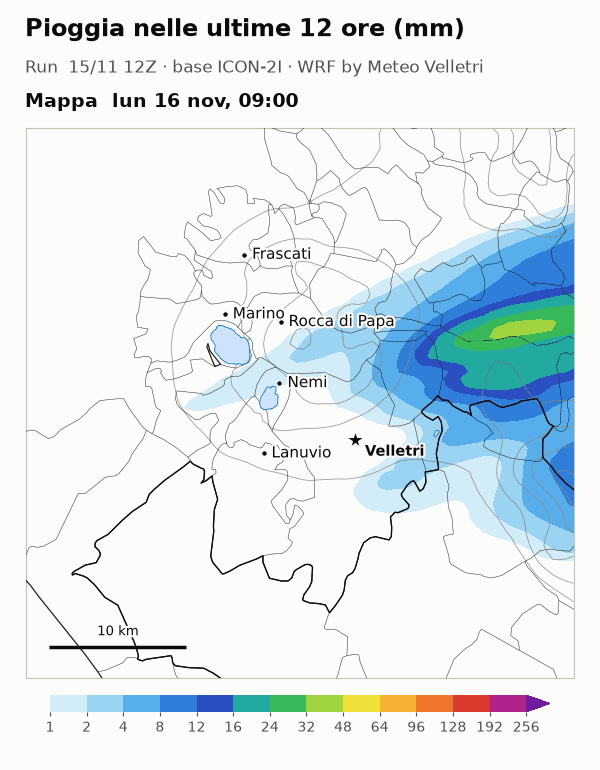 Pioggia nelle ultime 12 ore (mm)
Run  15/11 12Z · base ICON-2I · WRF by Meteo Velletri
Mappa  lun 16 nov, 09:00
Frascati
Marino
Rocca di Papa
Nemi
Velletri
Lanuvio
10 km
1 2 4 8 12 16 24 32 48 64 96 128 192 256